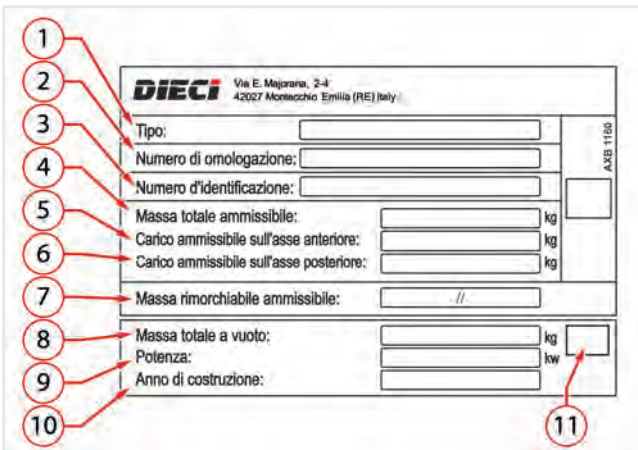 1
2
3
4
5
6
7
8
9
10
DIECI
Via E. Majorana, 2-4
42027 Montecchio Emilia (RE) Italy
Tipo:
Numero di omologazione:
Numero d'identificazione:
Massa totale ammissibile: kg
Carico ammissibile sull'asse anteriore: kg
Carico ammissibile sull'asse posteriore: kg
Massa rimorchiabile ammissibile: //
Massa totale a vuoto: kg
Potenza: kw
Anno di costruzione:
AXB 1160
11